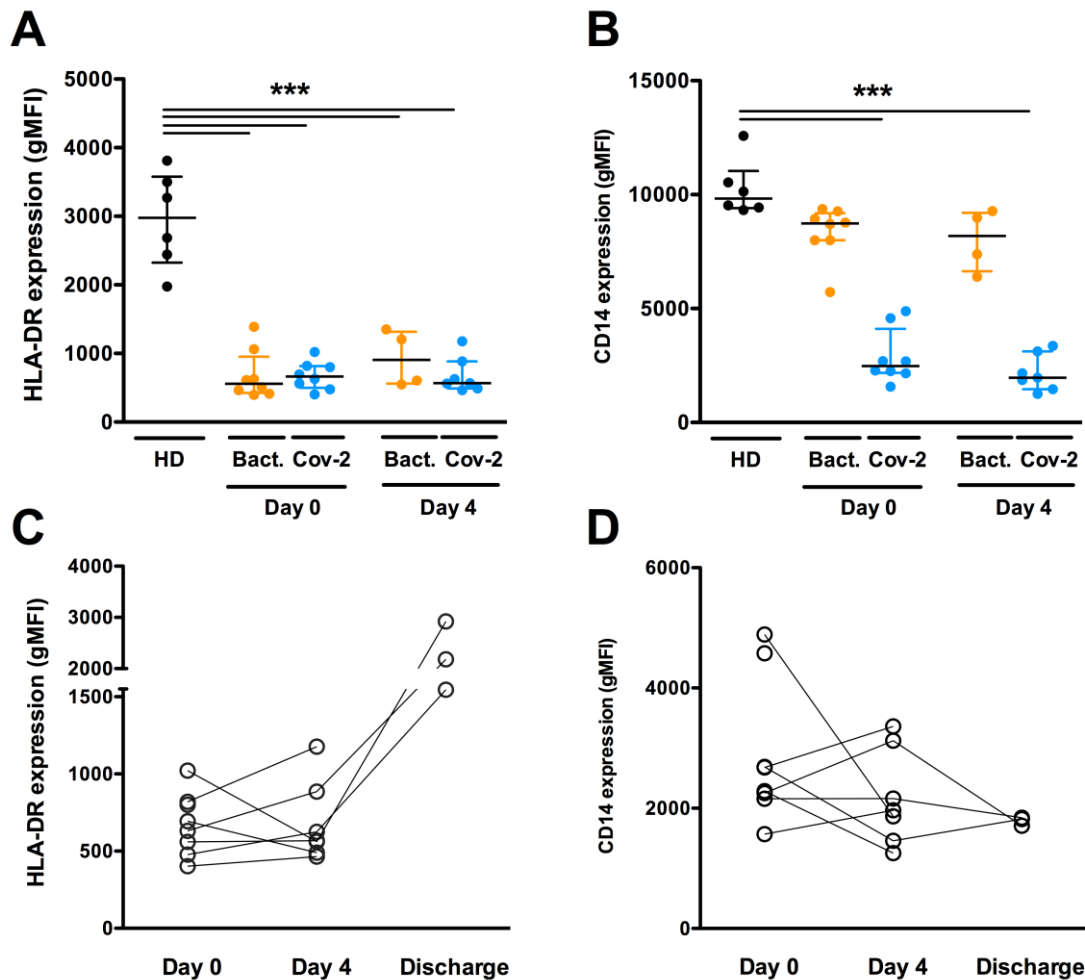 A
HLA-DR expression (gMFI)
5000
4000
3000
2000
1000
0
***
HD
Bact. Cov-2
Bact. Cov-2
Day 0
Day 4
B
CD14 expression (gMFI)
15000
10000
5000
0
***
HD
Bact. Cov-2
Bact. Cov-2
Day 0
Day 4
C
HLA-DR expression (gMFI)
4000
3000
2000
1500
1000
500
0
Day 0
Day 4
Discharge
D
CD14 expression (gMFI)
6000
4000
2000
0
Day 0
Day 4
Discharge